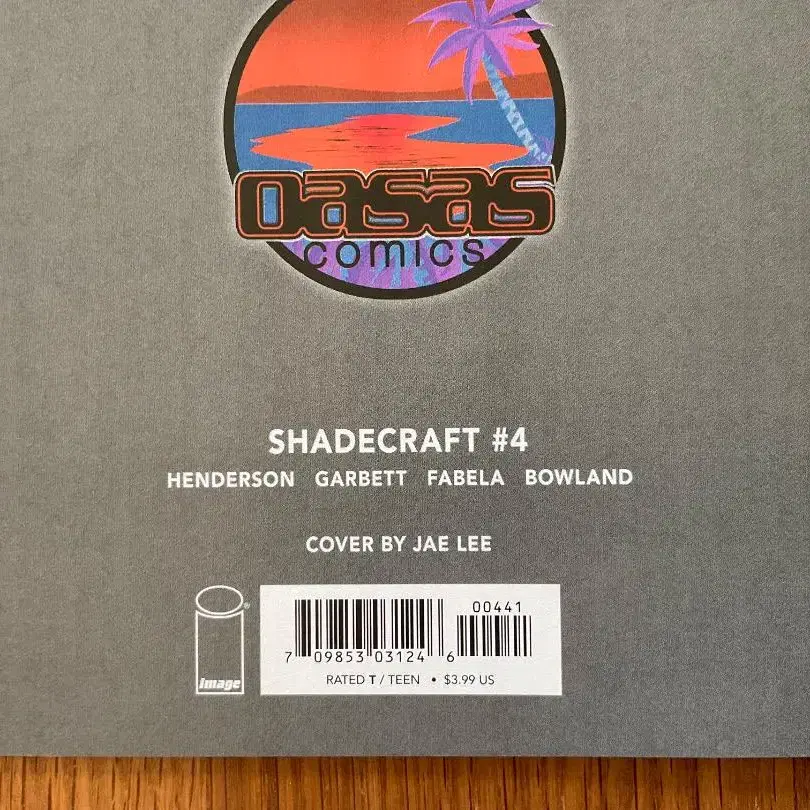 oasas
comics
SHADECRAFT #4
HENDERSON GARBETT FABELA BOWLAND
COVER BY JAE LEE
00441
7 09853 03124 6
image ®
RATED T / TEEN • $3.99 US